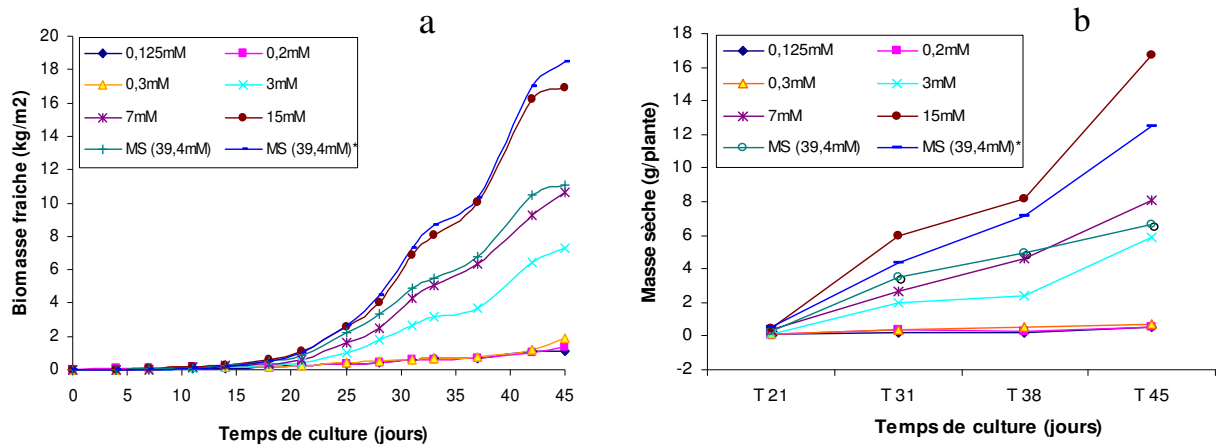 a
Biomasse fraiche (kg/m2)
20
18
16
14
12
10
8
6
4
2
0
0,125mM 0,2mM
0,3mM 3mM
7mM 15mM
MS (39,4mM) MS (39,4mM)*
0 5 10 15 20 25 30 35 40 45
Temps de culture (jours)
b
Masse sèche (g/plante)
18
16
14
12
10
8
6
4
2
0
-2
0,125mM 0,2mM
0,3mM 3mM
7mM 15mM
MS (39,4mM) MS (39,4mM)*
T 21 T 31 T 38 T 45
Temps de culture (jours)